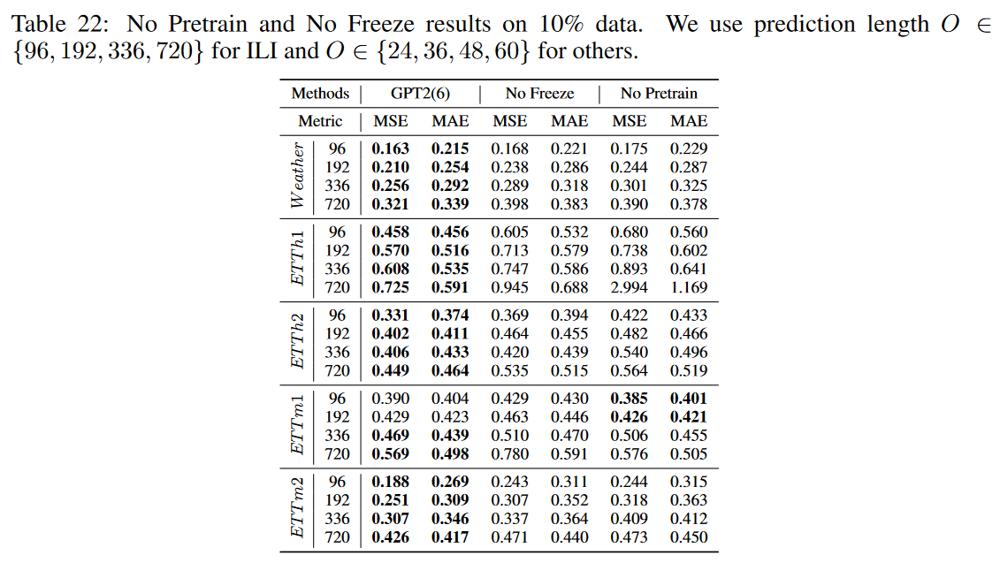 Table 22: No Pretrain and No Freeze results on 10% data. We use prediction length O ∈
{96, 192, 336, 720} for ILI and O ∈ {24, 36, 48, 60} for others.
Methods GPT2(6) No Freeze No Pretrain
Metric MSE MAE MSE MAE MSE MAE
Weather
96 0.163 0.215 0.168 0.221 0.175 0.229
192 0.210 0.254 0.238 0.286 0.244 0.287
336 0.256 0.292 0.289 0.318 0.301 0.325
720 0.321 0.339 0.398 0.383 0.390 0.378
ETTh1
96 0.458 0.456 0.605 0.532 0.680 0.560
192 0.570 0.516 0.713 0.579 0.738 0.602
336 0.608 0.535 0.747 0.586 0.893 0.641
720 0.725 0.591 0.945 0.688 2.994 1.169
ETTh2
96 0.331 0.374 0.369 0.394 0.422 0.433
192 0.402 0.411 0.464 0.455 0.482 0.466
336 0.406 0.433 0.420 0.439 0.540 0.496
720 0.449 0.464 0.535 0.515 0.564 0.519
ETTm1
96 0.390 0.404 0.429 0.430 0.385 0.401
192 0.429 0.423 0.463 0.446 0.426 0.421
336 0.469 0.439 0.510 0.470 0.506 0.455
720 0.569 0.498 0.780 0.591 0.576 0.505
ETTm2
96 0.188 0.269 0.243 0.311 0.244 0.315
192 0.251 0.309 0.307 0.352 0.318 0.363
336 0.307 0.346 0.337 0.364 0.409 0.412
720 0.426 0.417 0.471 0.440 0.473 0.450